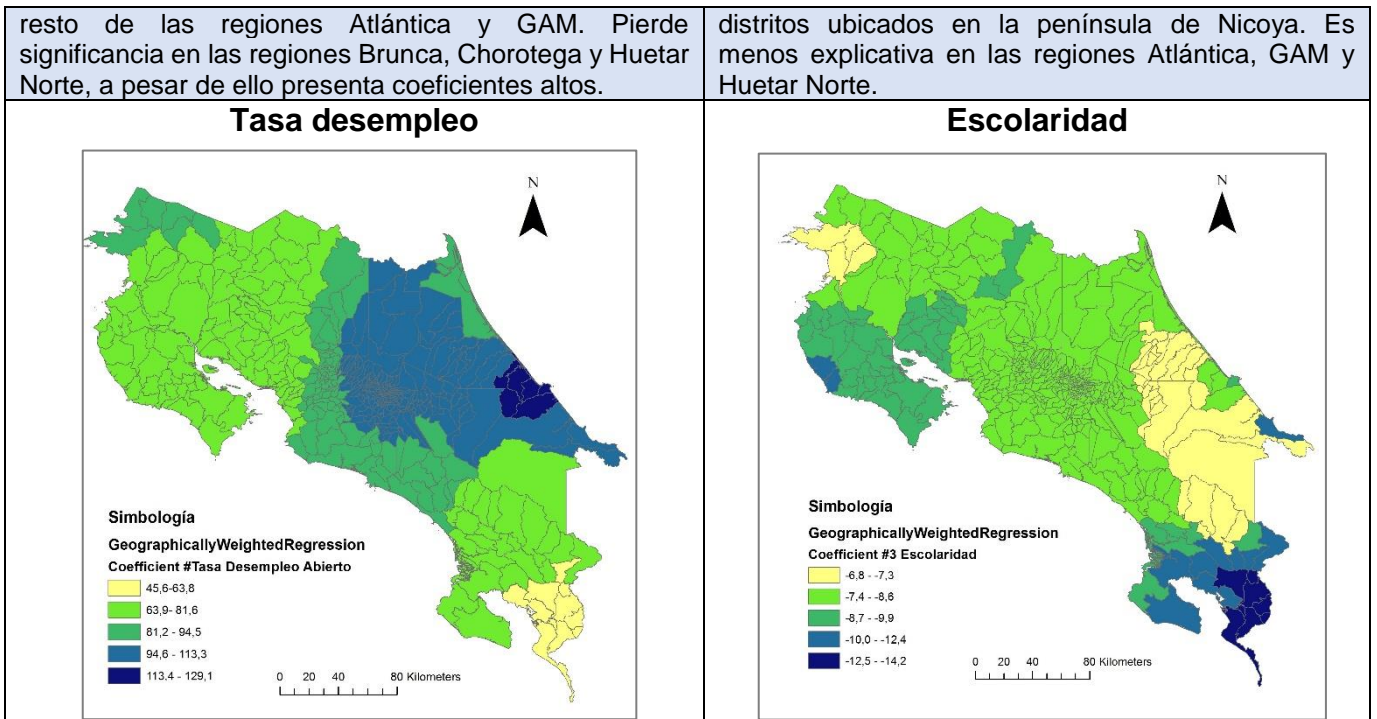 resto de las regiones Atlántica y GAM. Pierde
significancia en las regiones Brunca, Chorotega y Huetar
Norte, a pesar de ello presenta coeficientes altos.
distritos ubicados en la península de Nicoya. Es
menos explicativa en las regiones Atlántica, GAM y
Huetar Norte.
Tasa desempleo
N
Simbología
GeographicallyWeightedRegression
Coefficient #Tasa Desempleo Abierto
45,6-63,8
63,9- 81,6
81,2 - 94,5
94,6 - 113,3
113,4 - 129,1
0 20 40 80 Kilometers
Escolaridad
N
Simbología
GeographicallyWeightedRegression
Coefficient #3 Escolaridad
-6,8 - -7,3
-7,4 - -8,6
-8,7 - -9,9
-10,0 - -12,4
-12,5 - -14,2
0 20 40 80 Kilometers